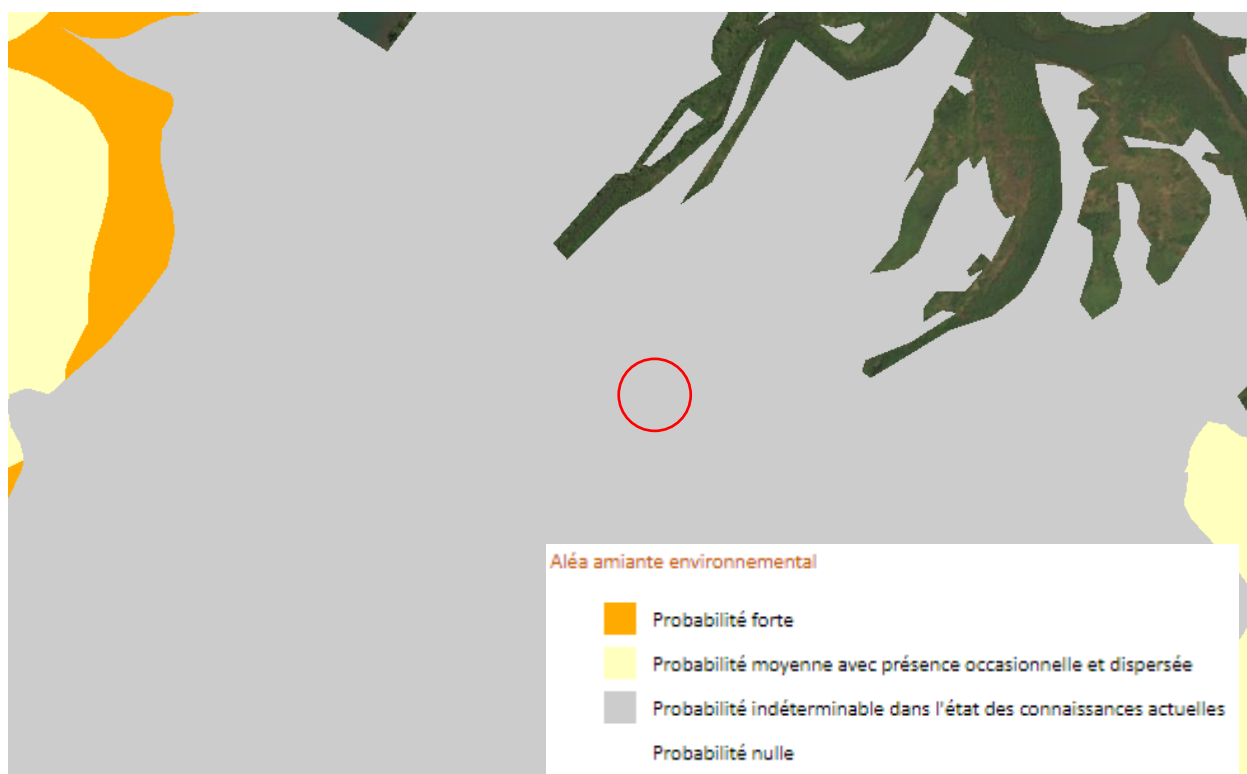 Aléa amiante environnemental
Probabilité forte
Probabilité moyenne avec présence occasionnelle et dispersée
Probabilité indéterminable dans l'état des connaissances actuelles
Probabilité nulle